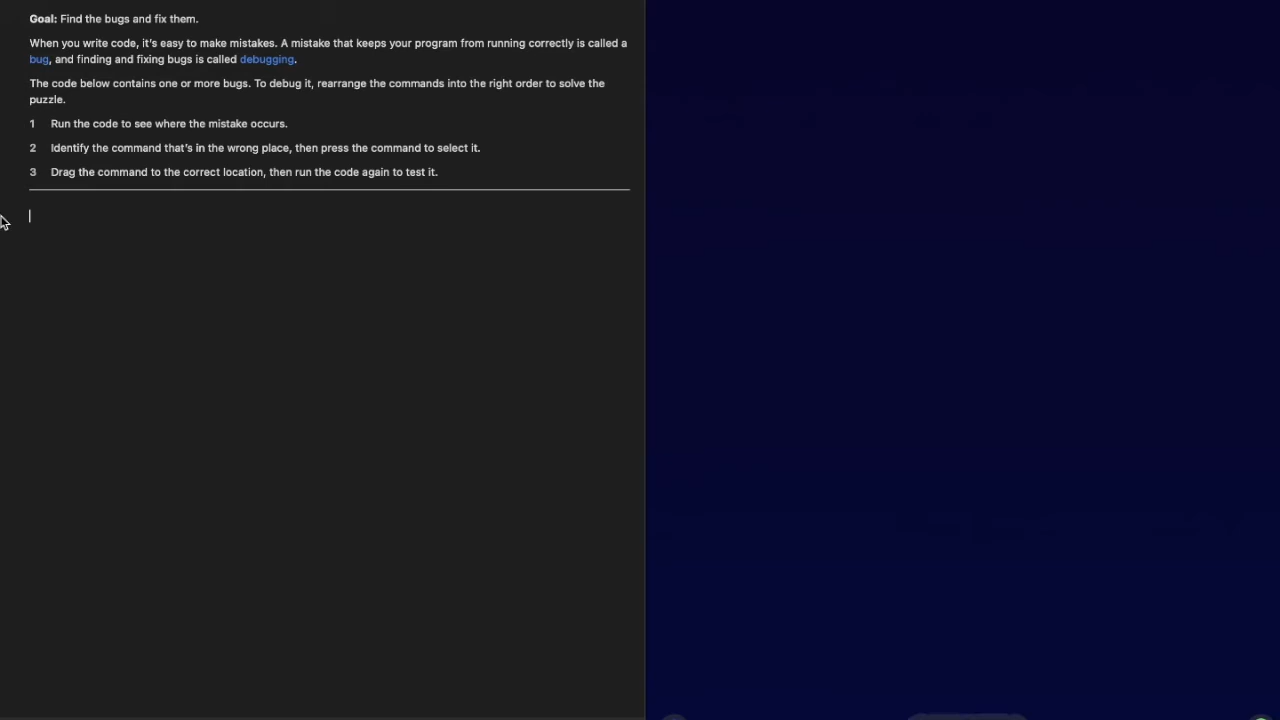 Goal: Find the bugs and fix them.
When you write code, it's easy to make mistakes. A mistake that keeps your program from running correctly is called a
bug, and finding and fixing bugs is called debugging.
The code below contains one or more bugs. To debug it, rearrange the commands into the right order to solve the
puzzle.
1 Run the code to see where the mistake occurs.
2 Identify the command that's in the wrong place, then press the command to select it.
3 Drag the command to the correct location, then run the code again to test it.